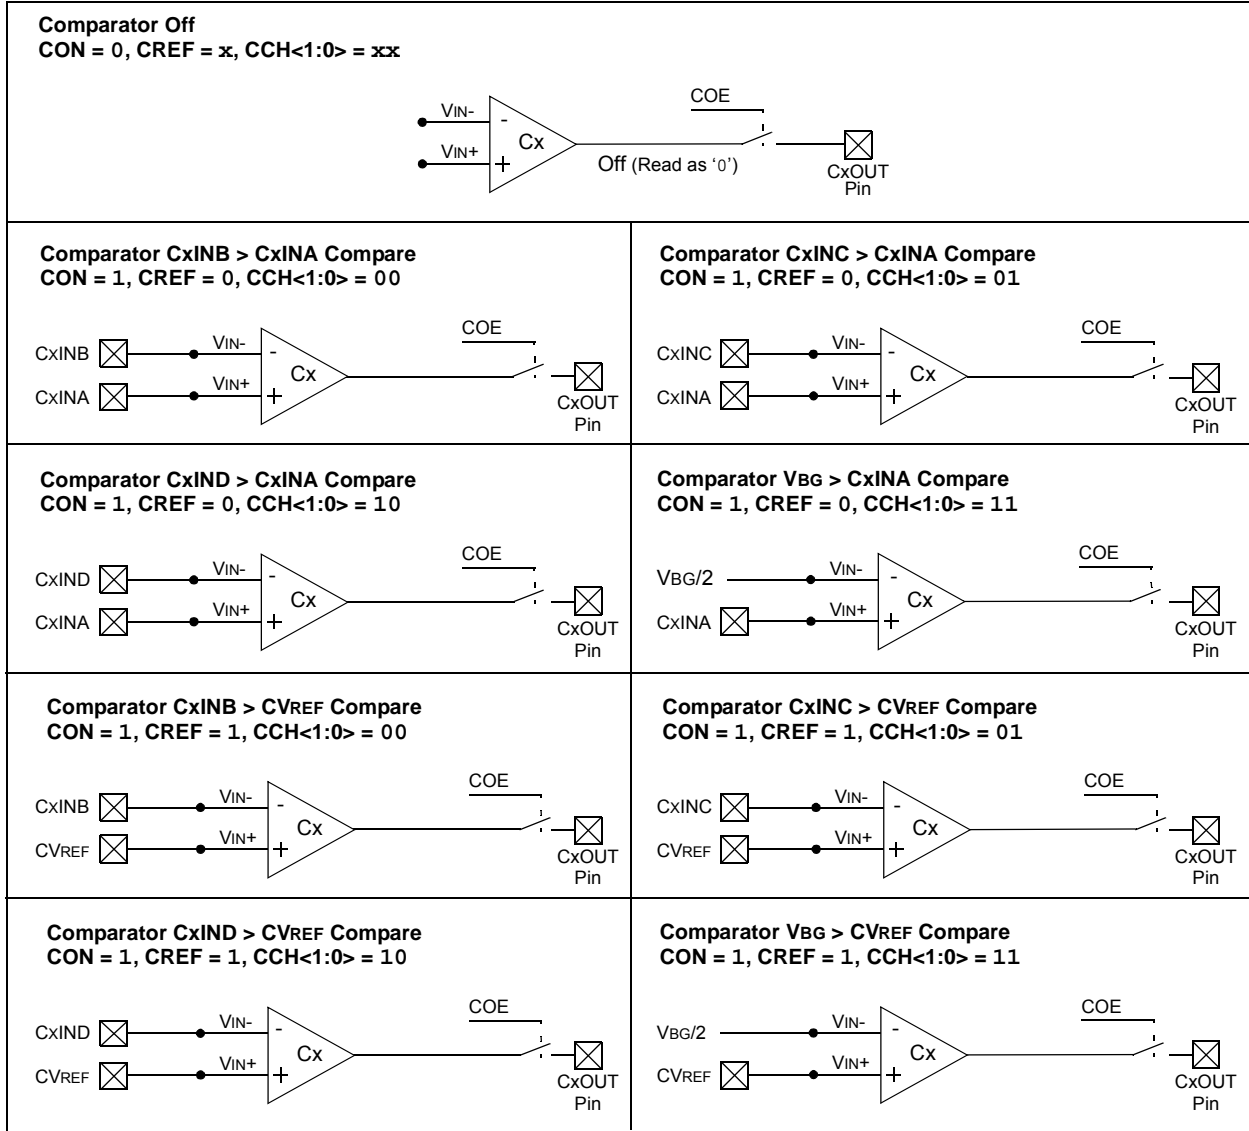 Comparator Off
CON = 0, CREF = x, CCH<1:0> = xx
COE
VIN-
-
Cx
VIN+
+
Off (Read as ‘0’)
CxOUT
Pin
Comparator CxINB > CxINA Compare
CON = 1, CREF = 0, CCH<1:0> = 00
COE
CxINB
VIN-
-
Cx
CxINA
VIN+
+
CxOUT
Pin
Comparator CxINC > CxINA Compare
CON = 1, CREF = 0, CCH<1:0> = 01
COE
CxINC
VIN-
-
Cx
CxINA
VIN+
+
CxOUT
Pin
Comparator CxIND > CxINA Compare
CON = 1, CREF = 0, CCH<1:0> = 10
COE
CxIND
VIN-
-
Cx
CxINA
VIN+
+
CxOUT
Pin
Comparator VBG > CxINA Compare
CON = 1, CREF = 0, CCH<1:0> = 11
COE
VBG/2
VIN-
-
Cx
CxINA
VIN+
+
CxOUT
Pin
Comparator CxINB > CVREF Compare
CON = 1, CREF = 1, CCH<1:0> = 00
COE
CxINB
VIN-
-
Cx
CVREF
VIN+
+
CxOUT
Pin
Comparator CxINC > CVREF Compare
CON = 1, CREF = 1, CCH<1:0> = 01
COE
CxINC
VIN-
-
Cx
CVREF
VIN+
+
CxOUT
Pin
Comparator CxIND > CVREF Compare
CON = 1, CREF = 1, CCH<1:0> = 10
COE
CxIND
VIN-
-
Cx
CVREF
VIN+
+
CxOUT
Pin
Comparator VBG > CVREF Compare
CON = 1, CREF = 1, CCH<1:0> = 11
COE
VBG/2
VIN-
-
Cx
CVREF
VIN+
+
CxOUT
Pin